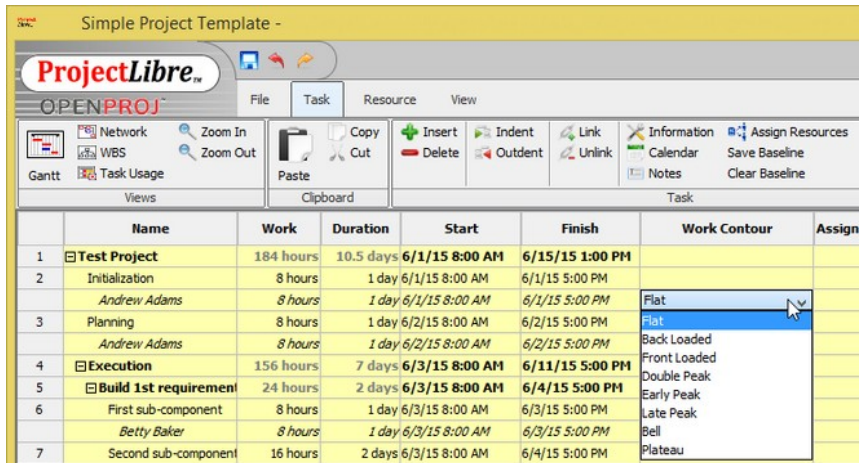 Simple Project Template -
ProjectLibre™
OPENPROJ
File Task Resource View
Network Zoom In Copy Insert Indent Link Information Assign Resources
WBS Zoom Out Cut Delete Outdent Unlink Calendar Save Baseline
Gantt Task Usage Paste Notes Clear Baseline
Views Clipboard Task
Name Work Duration Start Finish Work Contour Assign
1 Test Project 184 hours 10.5 days 6/1/15 8:00 AM 6/15/15 1:00 PM
2 Initialization 8 hours 1 day 6/1/15 8:00 AM 6/1/15 5:00 PM
Andrew Adams 8 hours 1 day 6/1/15 8:00 AM 6/1/15 5:00 PM Flat
3 Planning 8 hours 1 day 6/2/15 8:00 AM 6/2/15 5:00 PM Flat
Andrew Adams 8 hours 1 day 6/2/15 8:00 AM 6/2/15 5:00 PM Back Loaded
4 Execution 156 hours 7 days 6/3/15 8:00 AM 6/11/15 5:00 PM Front Loaded
Double Peak
5 Build 1st requirement 24 hours 2 days 6/3/15 8:00 AM 6/4/15 5:00 PM Early Peak
6 First sub-component 8 hours 1 day 6/3/15 8:00 AM 6/3/15 5:00 PM Late Peak
Betty Baker 8 hours 1 day 6/3/15 8:00 AM 6/3/15 5:00 PM Bell
7 Second sub-component 16 hours 2 days 6/3/15 8:00 AM 6/4/15 5:00 PM Plateau